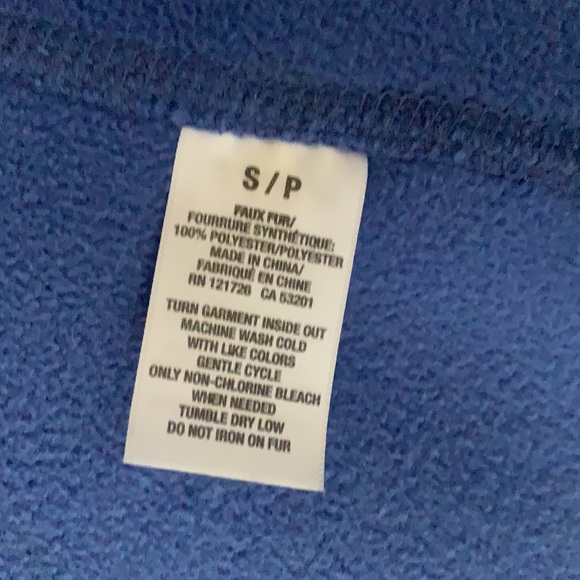 S / P
FAUX FUR/
FOURRURE SYNTHÉTIQUE:
100% POLYESTER/POLYESTER
MADE IN CHINA/
FABRIQUÉ EN CHINE
RN 121726 CA 53201
TURN GARMENT INSIDE OUT
MACHINE WASH COLD
WITH LIKE COLORS
GENTLE CYCLE
ONLY NON-CHLORINE BLEACH
WHEN NEEDED
TUMBLE DRY LOW
DO NOT IRON ON FUR